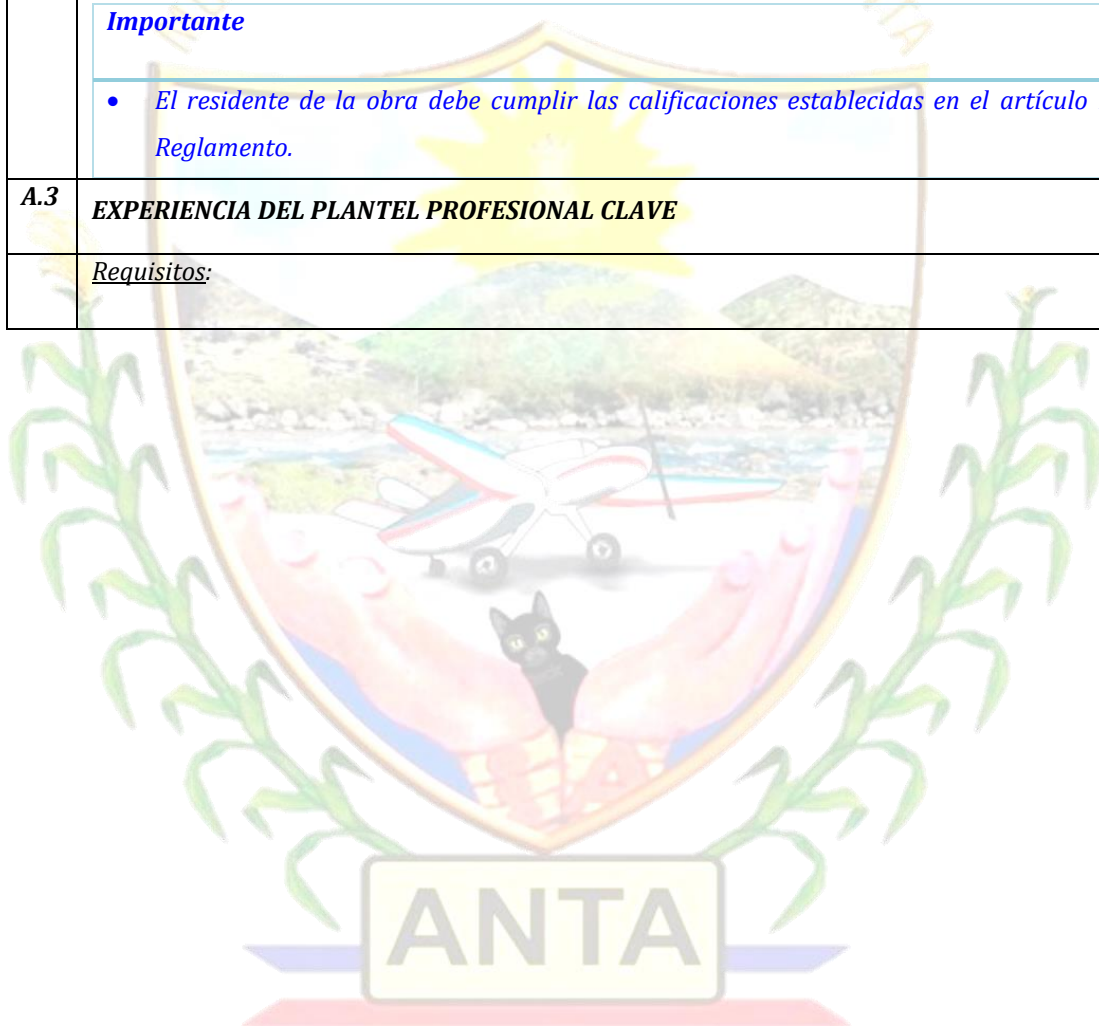 Importante
• El residente de la obra debe cumplir las calificaciones establecidas en el artículo
Reglamento.
A.3 EXPERIENCIA DEL PLANTEL PROFESIONAL CLAVE
Requisitos:
ANTA